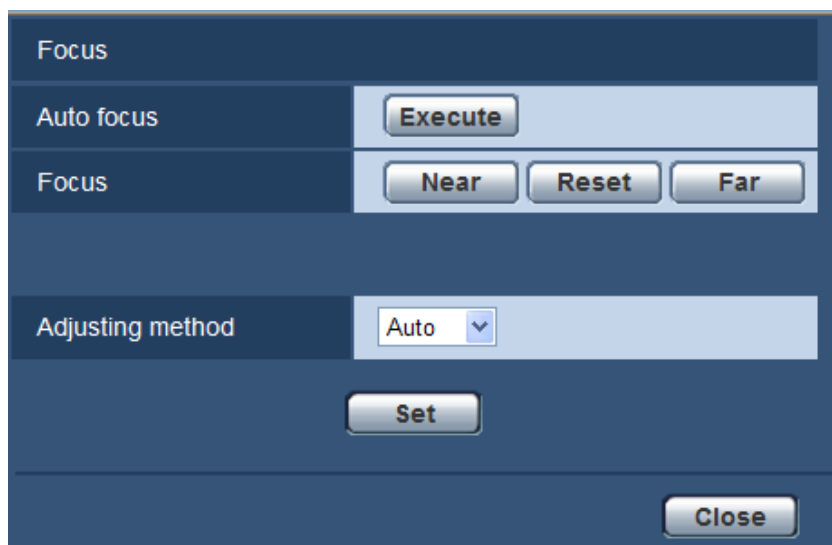 Focus
Auto focus Execute
Focus Near Reset Far
Adjusting method Auto
Set
Close